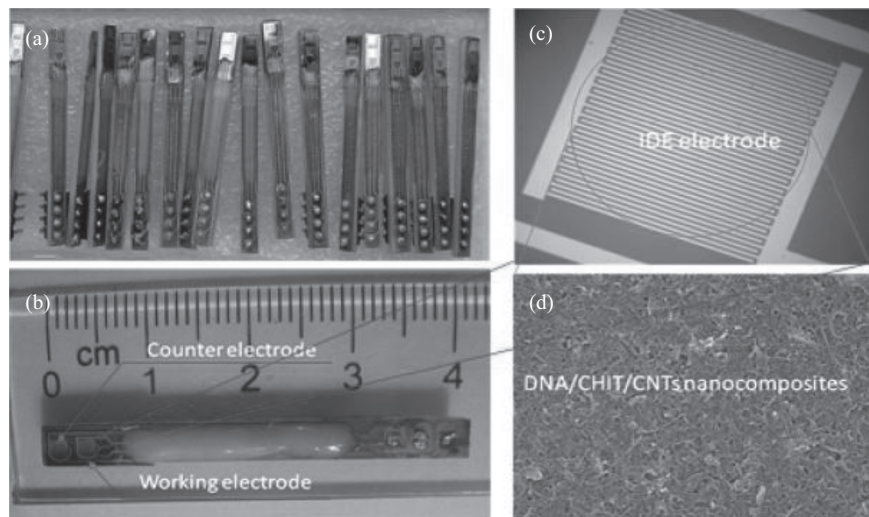 (a)
(c)
IDE electrode
(b)
cm
Counter electrode
0 1 2 3 4
Working electrode
(d)
DNA/CHIT/CNTs nanocomposites